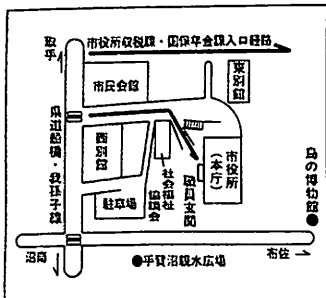 取手
市役所収税課・国保年金課入口経路
市民会館
東別館
県道船橋・我孫子線
西別館
社会福祉協議会
職員玄関
市役所(本庁)
駐車場
鳥の博物館
沼南
手賀沼親水広場
布佐